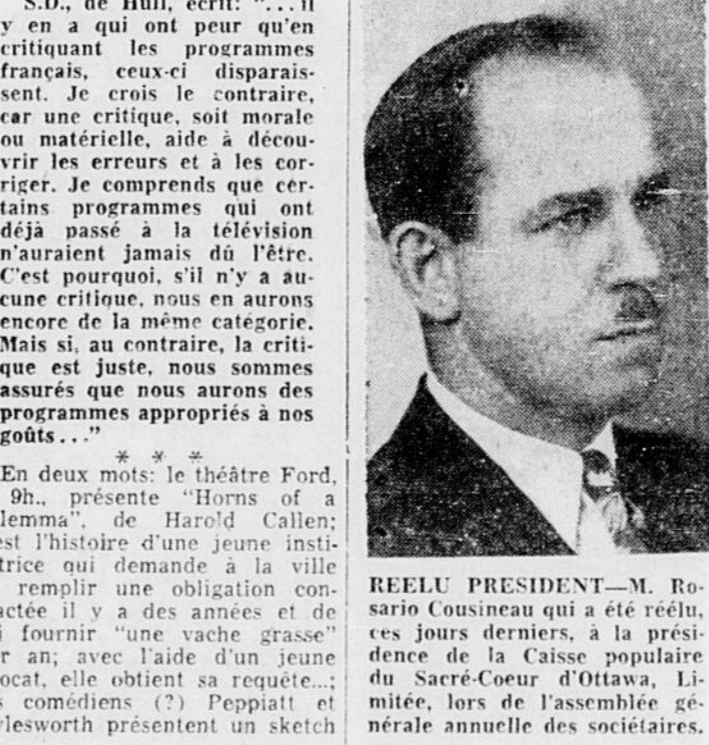 S.D., de Hull, écrit: "...il
y en a qui ont peur qu'en
critiquant les programmes
français, ceux-ci disparais-
sent. Je crois le contraire,
car une critique, soit morale
ou matérielle, aide à décou-
vrir les erreurs et à les cor-
riger. Je comprends que cer-
tains programmes qui ont
déjà passé à la télévision
n'auraient jamais dû l'être.
C'est pourquoi, s'il n'y a au-
cune critique, nous en aurons
encore de la même catégorie.
Mais si, au contraire, la criti-
que est juste, nous sommes
assurés que nous aurons des
programmes appropriés à nos
goûts..."
* * *
En deux mots: le théâtre Ford,
9h., présente "Horns of a
lemma", de Harold Callen;
est l'histoire d'une jeune insti-
trice qui demande à la ville
remplir une obligation con-
actée il y a des années et de
i fournir "une vache grasse"
r an; avec l'aide d'un jeune
ocat, elle obtient sa requête...;
s comédiens (?) Peppiatt et
ylesworth présentent un sketch
REELU PRESIDENT—M. Ro-
sario Cousineau qui a été réélu,
ces jours derniers, à la prési-
dence de la Caisse populaire
du Sacré-Coeur d'Ottawa, Li-
mitée, lors de l'assemblée gé-
nérale annuelle des sociétaires.